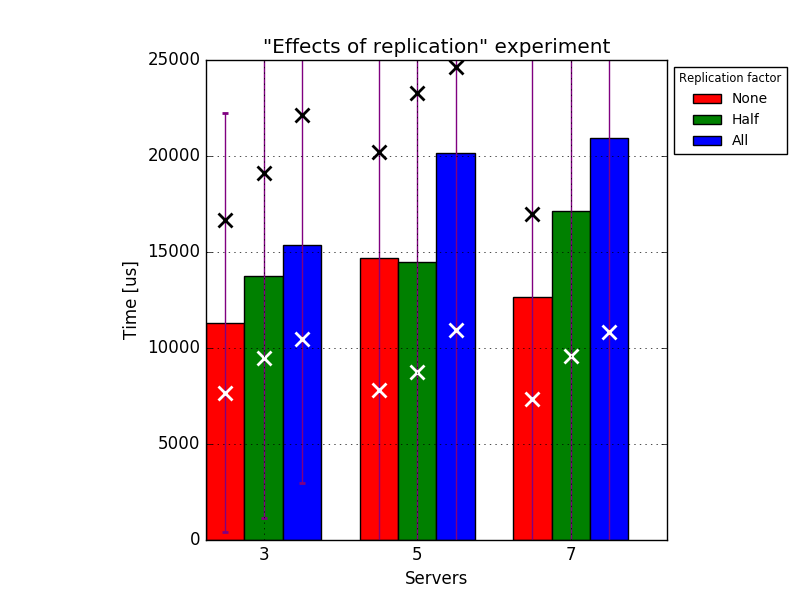 "Effects of replication" experiment
25000
20000
15000
10000
5000
0
Time [us]
3 5 7
Servers
Replication factor
None
Half
All